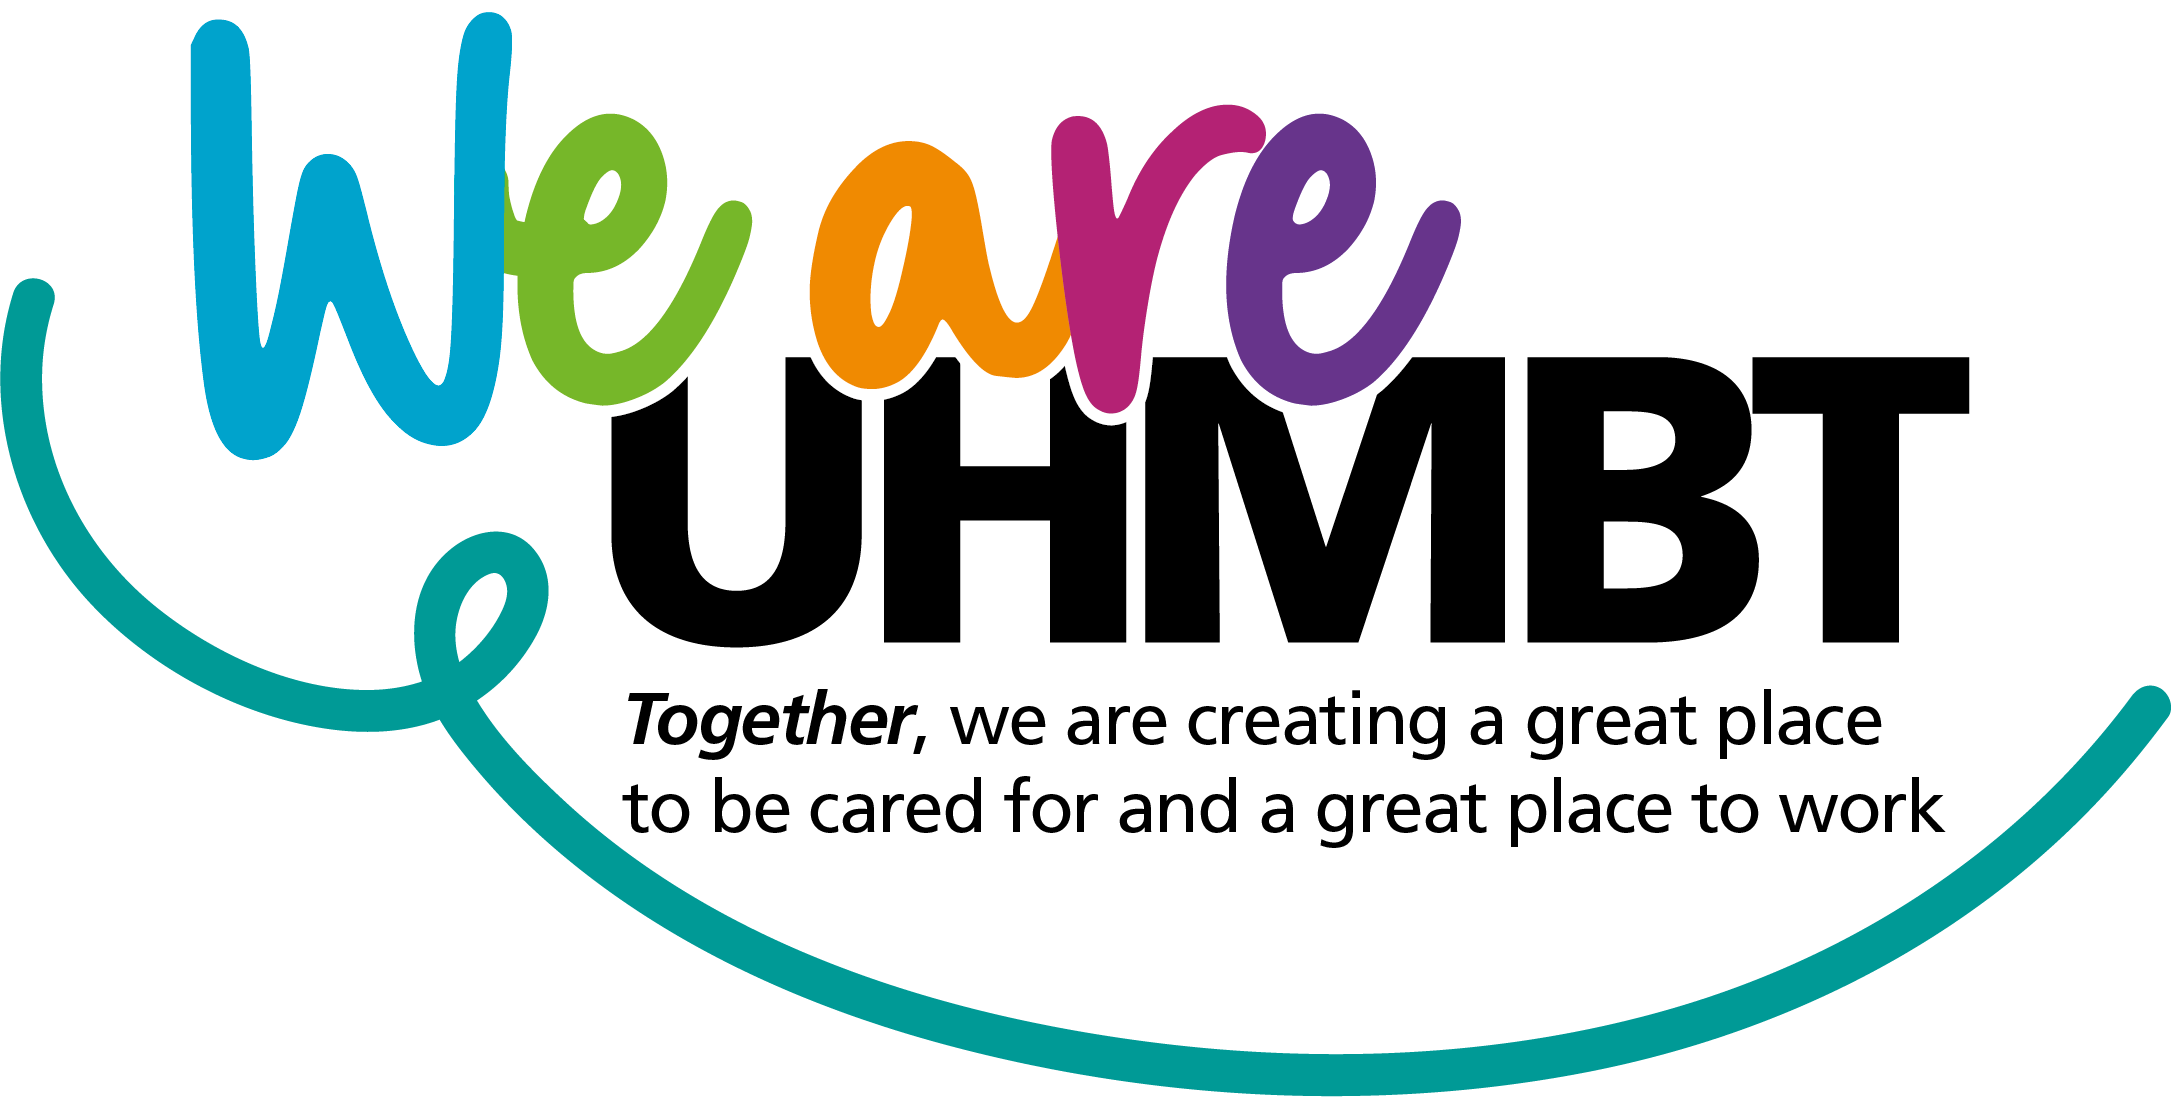 We are
UHMBT
Together, we are creating a great place
to be cared for and a great place to work